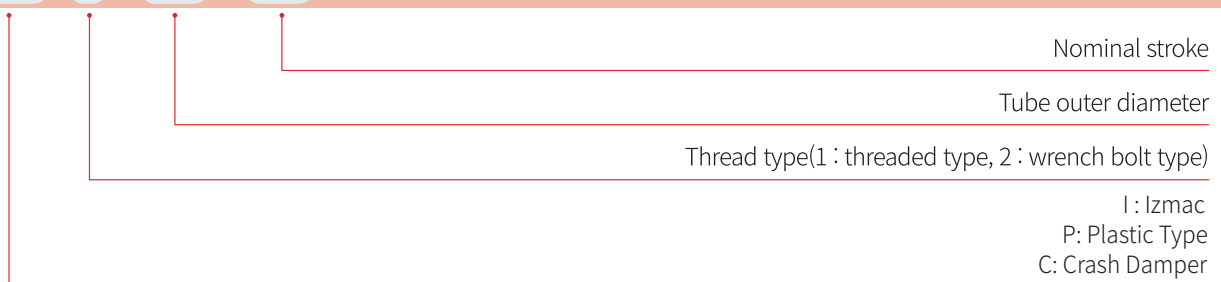 Nominal stroke
Tube outer diameter
Thread type(1 : threaded type, 2 : wrench bolt type)
I : Izmac
P: Plastic Type
C: Crash Damper